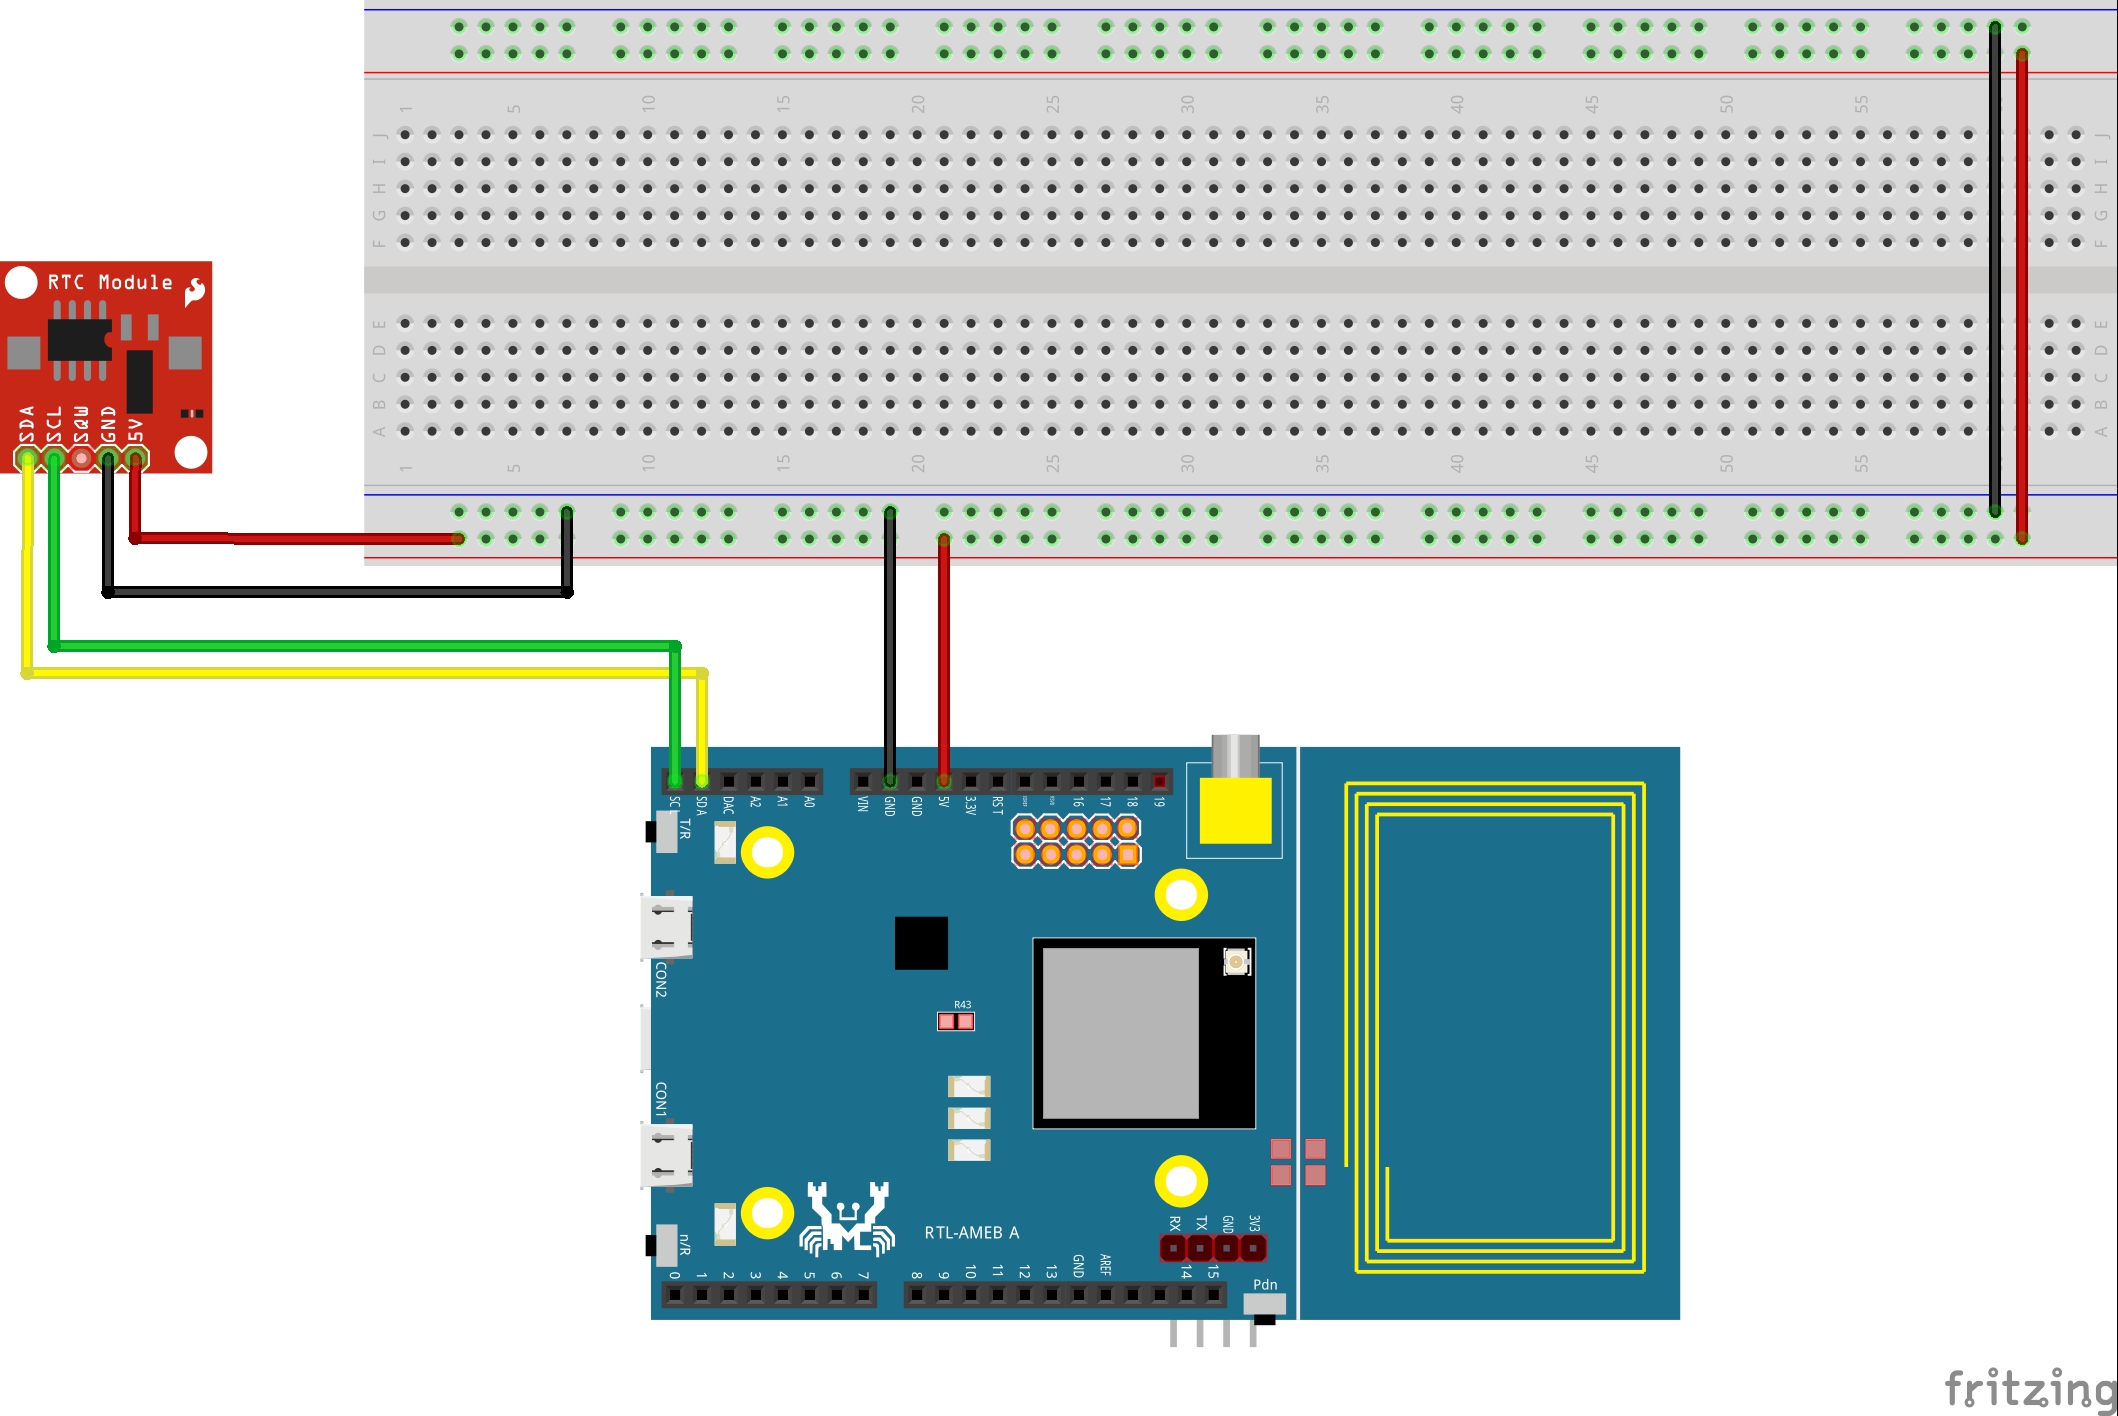 1 5 10 15 20 25 30 35 40 45 50 55
J J
I I
H H
G G
F F
RTC Module
E E
D D
C C
B B
A A
SDA SCL SQW GND 5V
1 5 10 15 20 25 30 35 40 45 50 55
SC SDA DAC A2 A1 A0 VIN GND GND 5V 3.3V RST 16 17 18 19
T/R
CON2
R43
CON1
RX TX GND 3V3
RTL-AMEB A
n/R
0 1 2 3 4 5 6 7 8 9 10 11 12 13 GND AREF 14 15
Pdn
fritzing